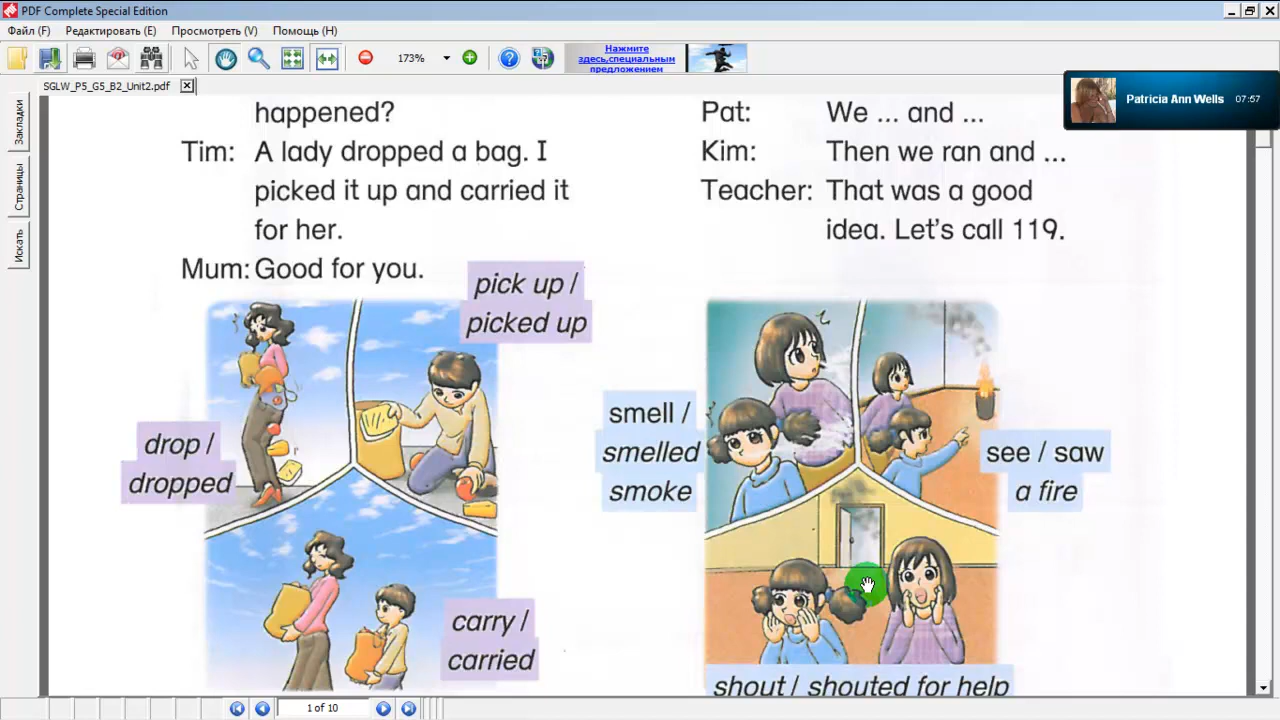 PDF Complete Special Edition
Файл (F) Редактировать (E) Просмотреть (V) Помощь (H)
173%
Нажмите
здесь,специальным
предложением
SGLW_P5_G5_B2_Unit2.pdf
Patricia Ann Wells 07:57
Закладки
Страницы
Искать
happened?
Tim: A lady dropped a bag. I
picked it up and carried it
for her.
Mum: Good for you.
pick up /
picked up
drop /
dropped
carry /
carried
Pat: We ... and ...
Kim: Then we ran and ...
Teacher: That was a good
idea. Let's call 119.
smell /
smelled
smoke
see / saw
a fire
shout / shouted for help
1 of 10